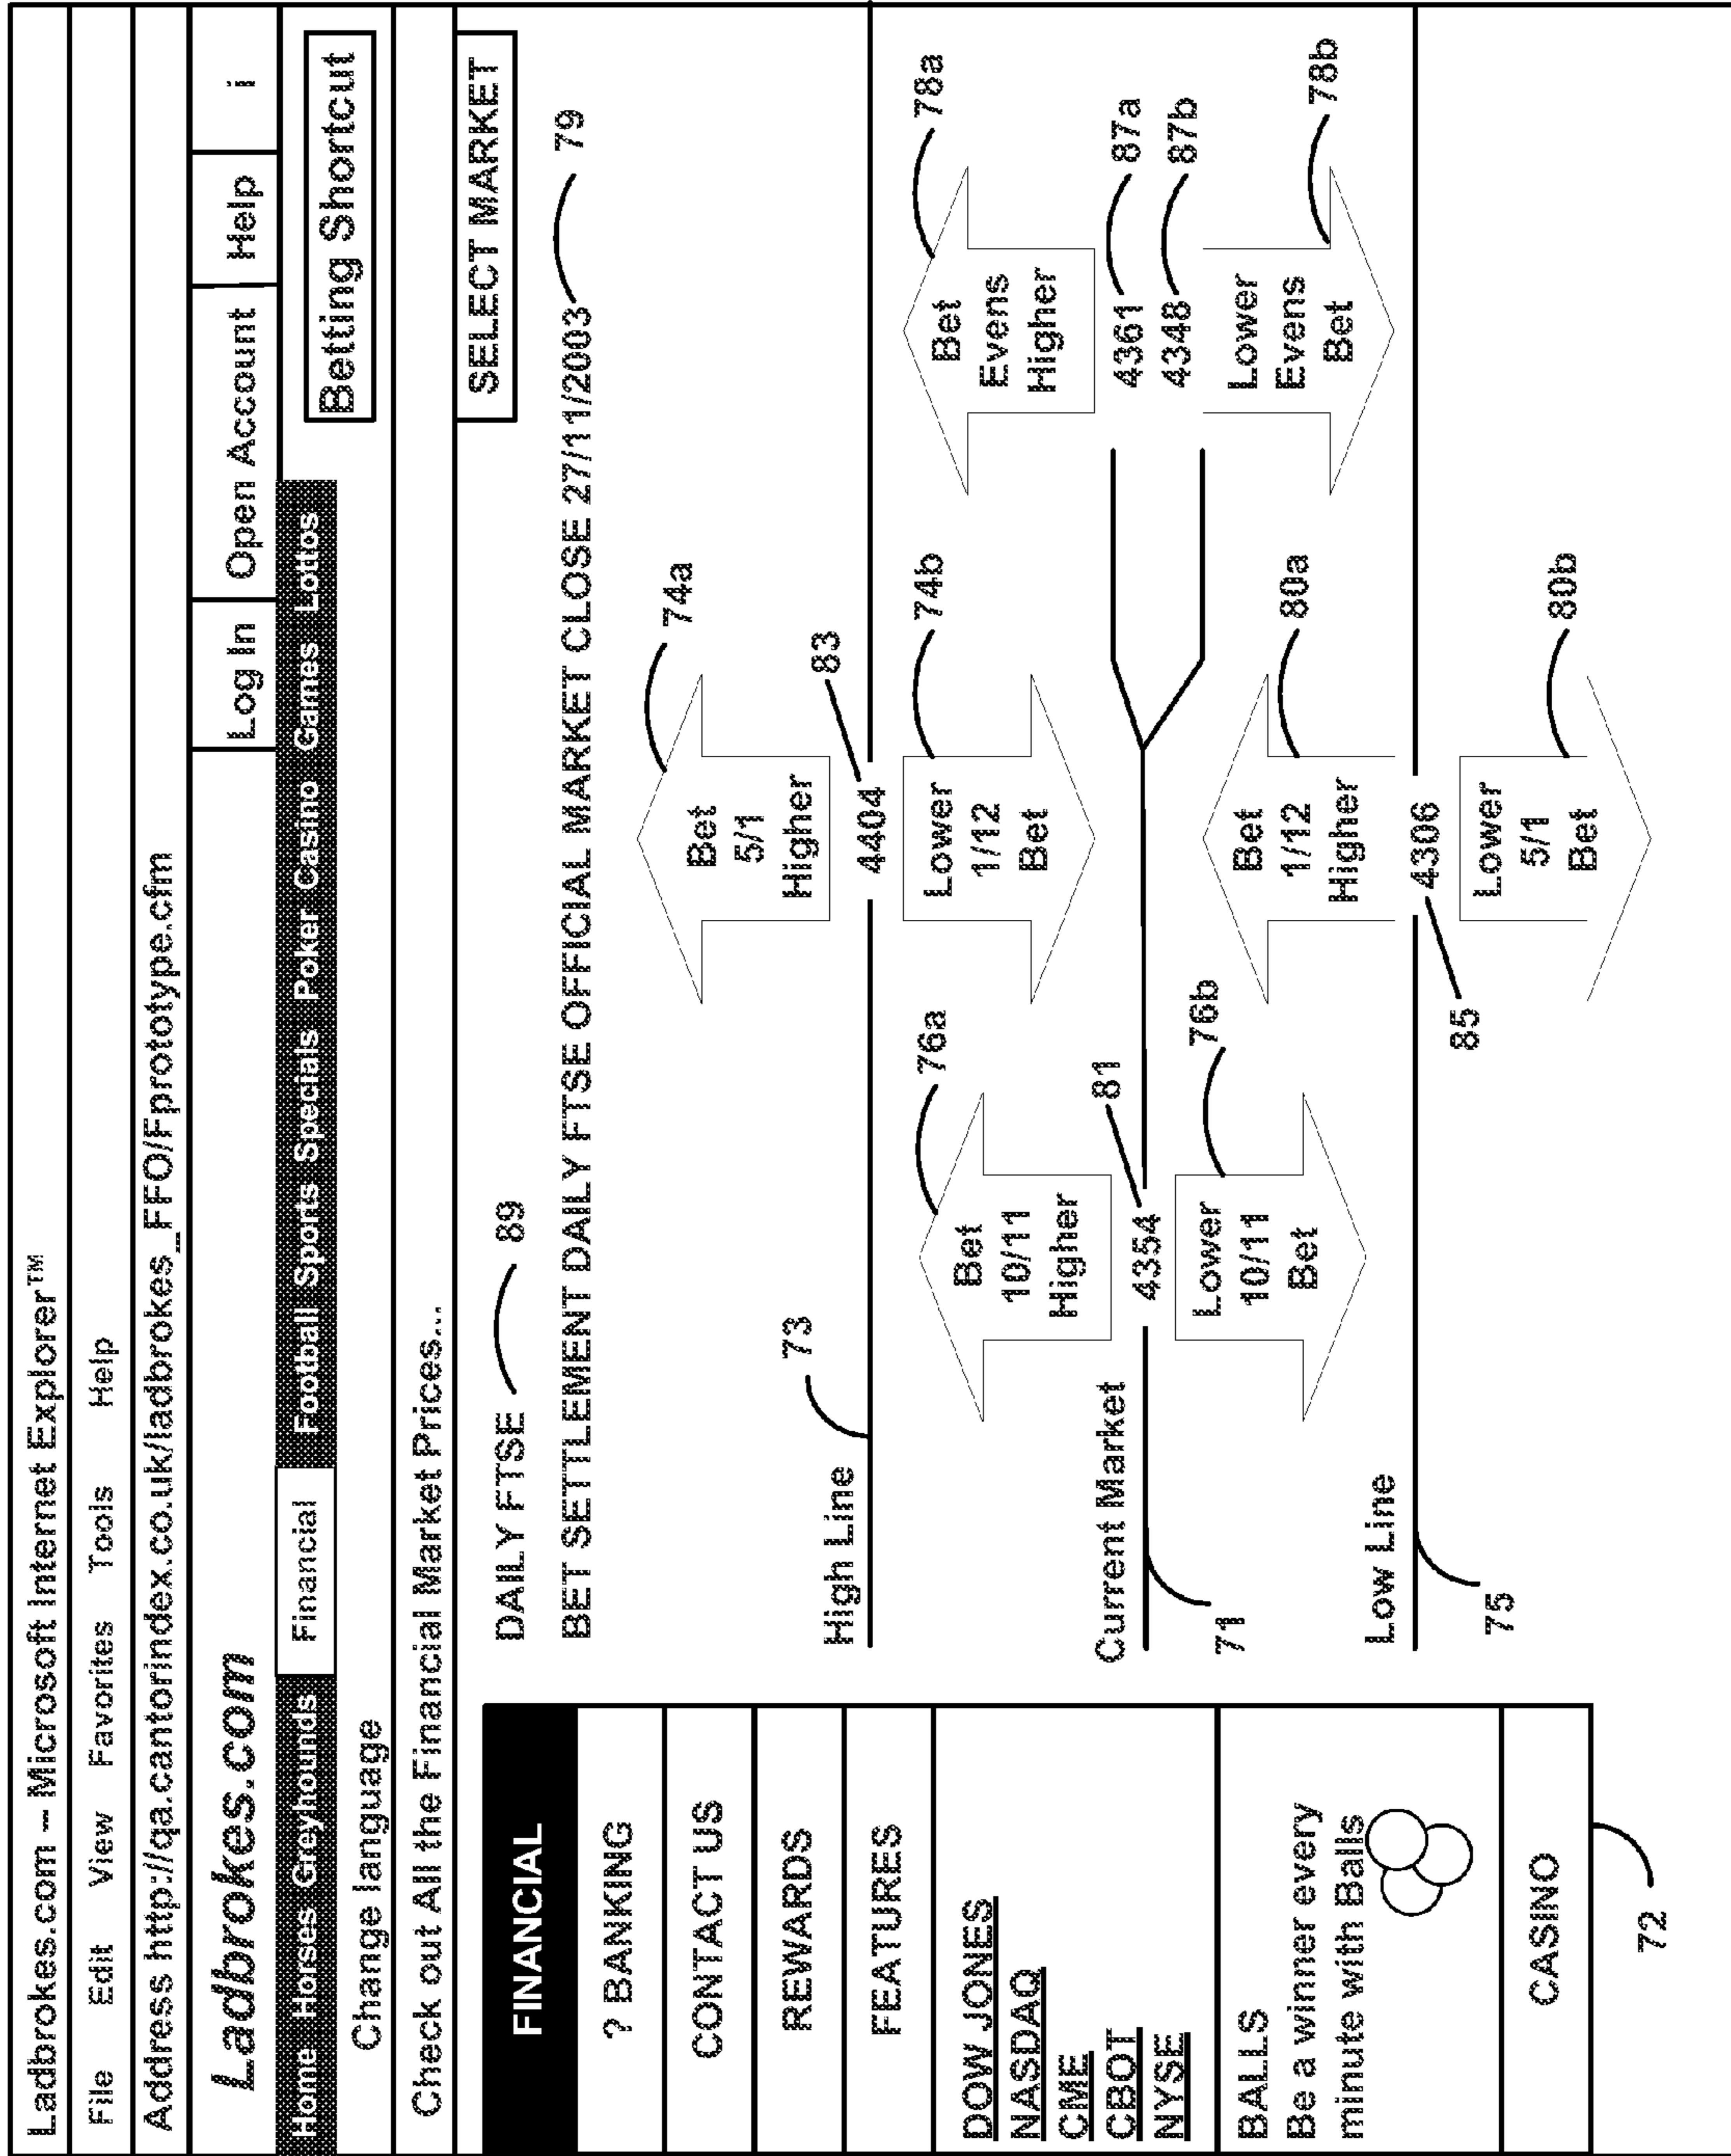 Ladbrokes.com -- Microsoft Internet Explorer™
File Edit View Favorites Tools Help
Address http://qa.cantorindex.co.uk/ladbrokes_FFO/Fprototype.cfm
Ladbrokes.com
Log In Open Account Help i
Home Horses Greyhounds Financial Football Sports Specials Poker Casino Games Lottos
Change language
Betting Shortcut
Check out All the Financial Market Prices...
SELECT MARKET
FINANCIAL
? BANKING
CONTACT US
REWARDS
FEATURES
DOW JONES
NASDAQ
CME
CBOT
NYSE
BALLS
Be a winner every
minute with Balls
CASINO
72
DAILY FTSE 89
BET SETTLEMENT DAILY FTSE OFFICIAL MARKET CLOSE 27/11/2003 79
High Line
73
Bet
5/1
Higher
74a
4404
83
Lower
1/12
Bet
74b
Bet
10/11
Higher
76a
Bet
Evens
Higher
78a
Current Market
71
4354
81
4361
87a
4348
87b
Lower
10/11
Bet
76b
Bet
1/12
Higher
80a
Lower
Evens
Bet
78b
Low Line
75
4306
85
Lower
5/1
Bet
80b